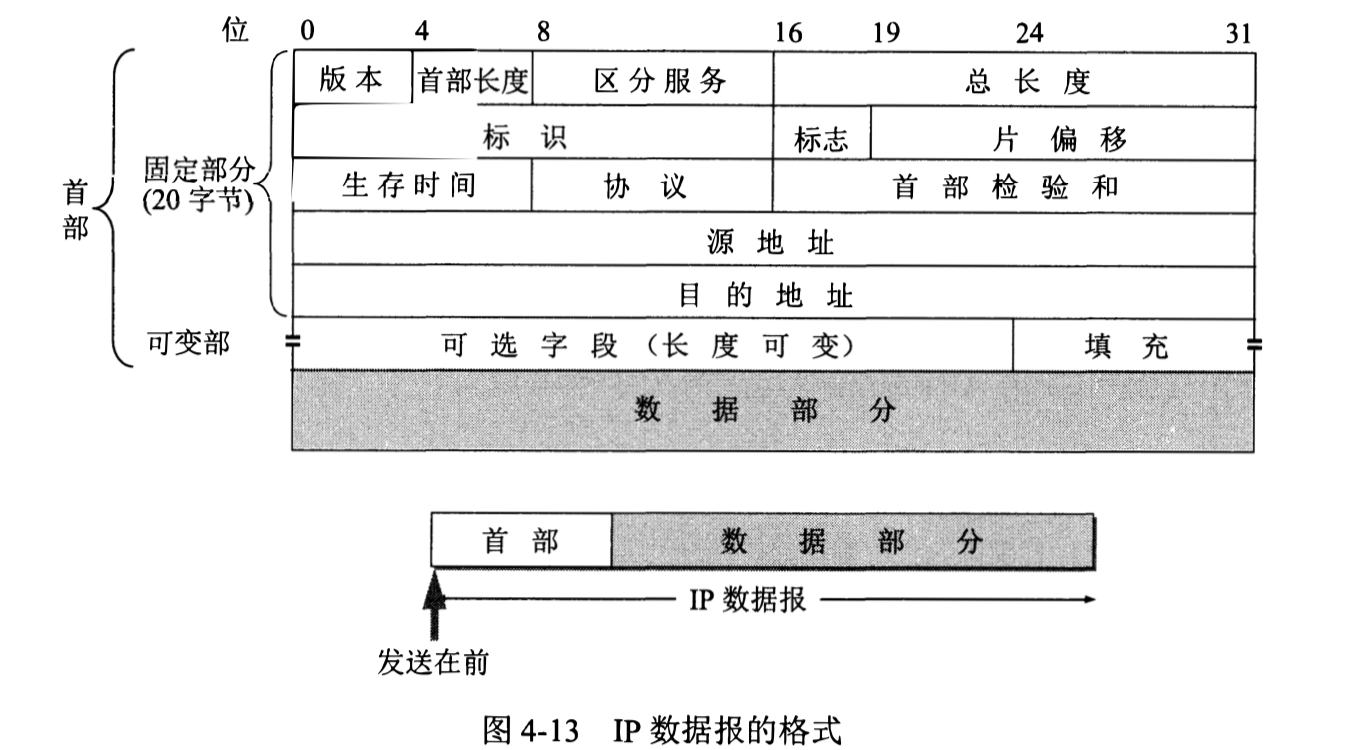 位 0 4 8 16 19 24 31
版本 首部长度 区分服务 总长度
标识 标志 片偏移
固定部分
(20 字节)
首部
生存时间 协议 首部检验和
源地址
目的地址
可变部 可选字段（长度可变） 填充
数据部分
首部 数据部分
IP 数据报
发送在前
图 4-13 IP 数据报的格式